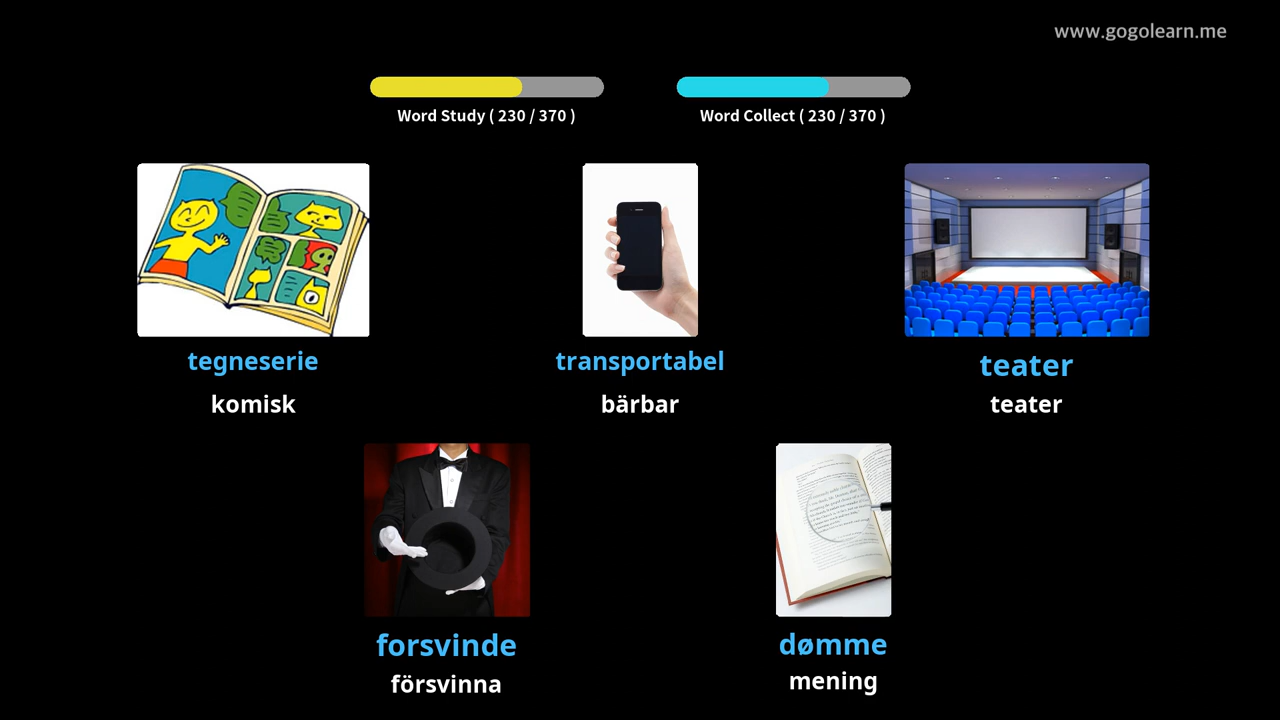 www.gogolearn.me
Word Study ( 230 / 370 )
Word Collect ( 230 / 370 )
tegneserie
komisk
transportabel
bärbar
teater
teater
forsvinde
försvinna
dømme
mening